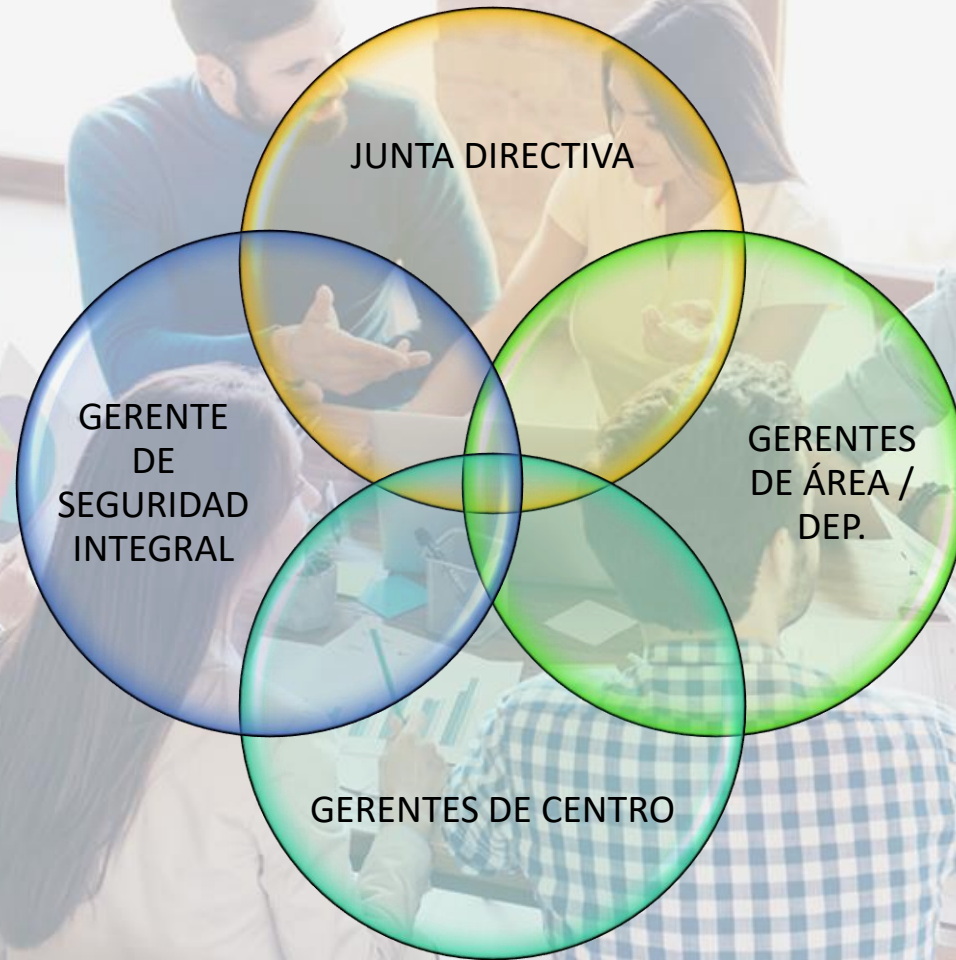 JUNTA DIRECTIVA
GERENTE
DE
SEGURIDAD
INTEGRAL
GERENTES
DE ÁREA /
DEP.
GERENTES DE CENTRO